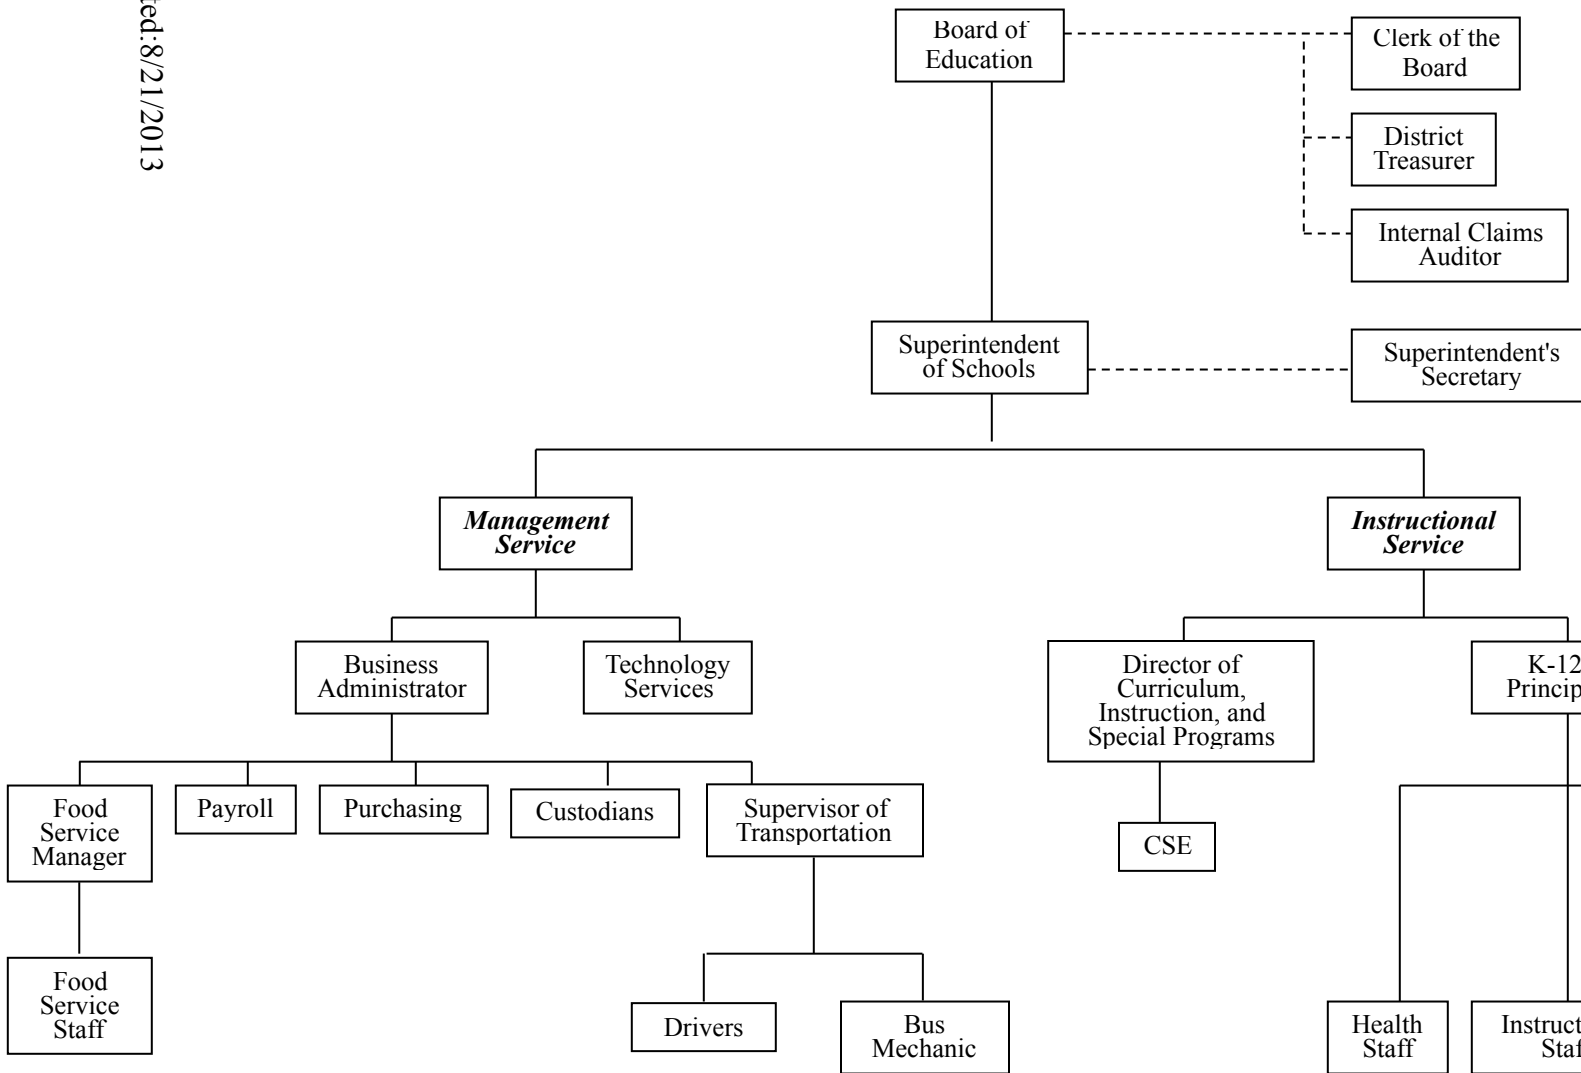 ted:8/21/2013
Board of
Education
Clerk of the
Board
District
Treasurer
Internal Claims
Auditor
Superintendent
of Schools
Superintendent's
Secretary
Management
Service
Instructional
Service
Business
Administrator
Technology
Services
Director of
Curriculum,
Instruction, and
Special Programs
K-12
Princip
Food
Service
Manager
Payroll
Purchasing
Custodians
Supervisor of
Transportation
CSE
Food
Service
Staff
Drivers
Bus
Mechanic
Health
Staff
Instruct
Staf